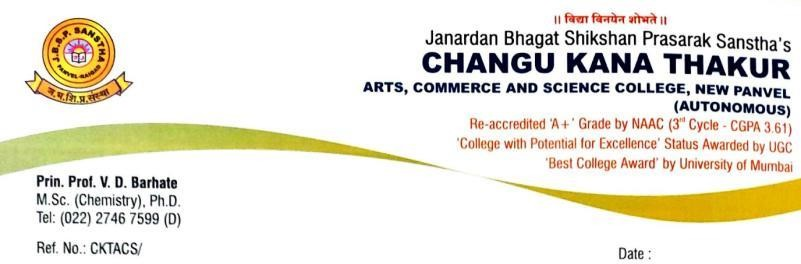 ॥ विद्या विनयेन शोभते ॥
Janardan Bhagat Shikshan Prasarak Sanstha's
CHANGU KANA THAKUR
ARTS, COMMERCE AND SCIENCE COLLEGE, NEW PANVEL
(AUTONOMOUS)
Re-accredited 'A+' Grade by NAAC (3rd Cycle - CGPA 3.61)
'College with Potential for Excellence' Status Awarded by UGC
'Best College Award' by University of Mumbai
J.B.S.P. SANSTHA
PANVEL-RAIGAD
ज.भ.शि.प्र.संस्था
Prin. Prof. V. D. Barhate
M.Sc. (Chemistry), Ph.D.
Tel: (022) 2746 7599 (D)
Ref. No.: CKTACS/
Date :